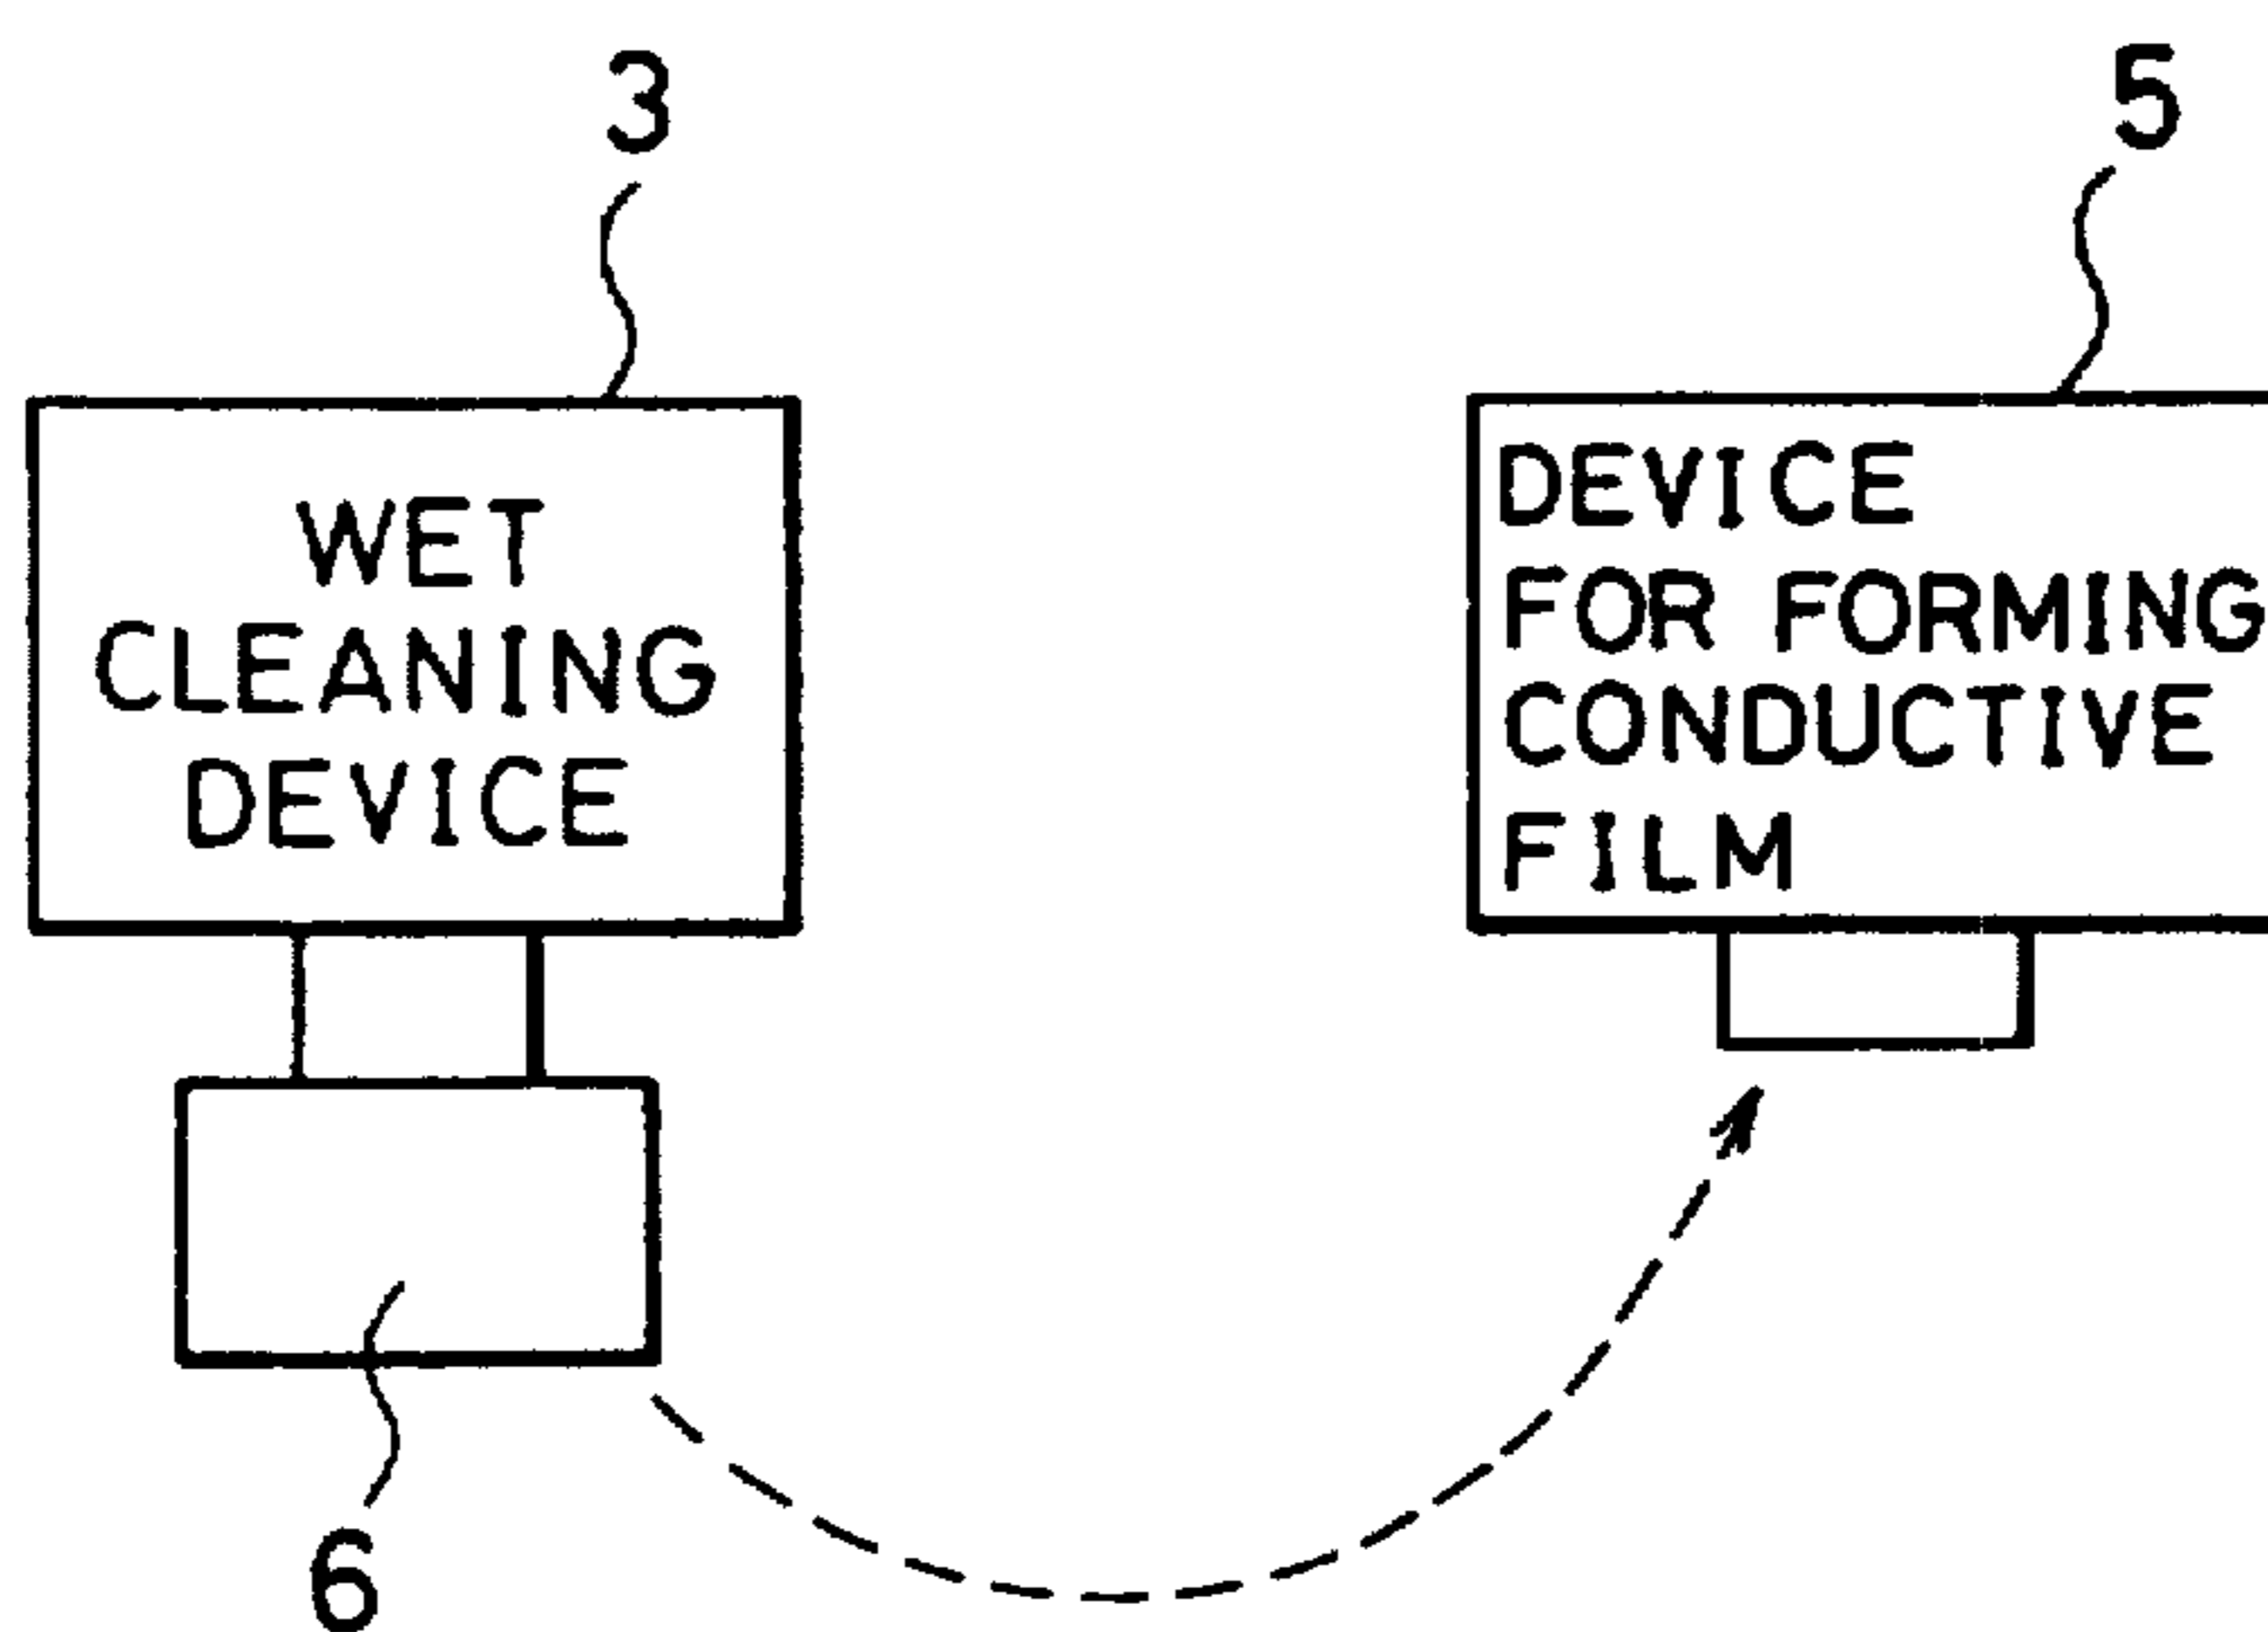 3
5
WET
CLEANING
DEVICE
DEVICE
FOR FORMING
CONDUCTIVE
FILM
6